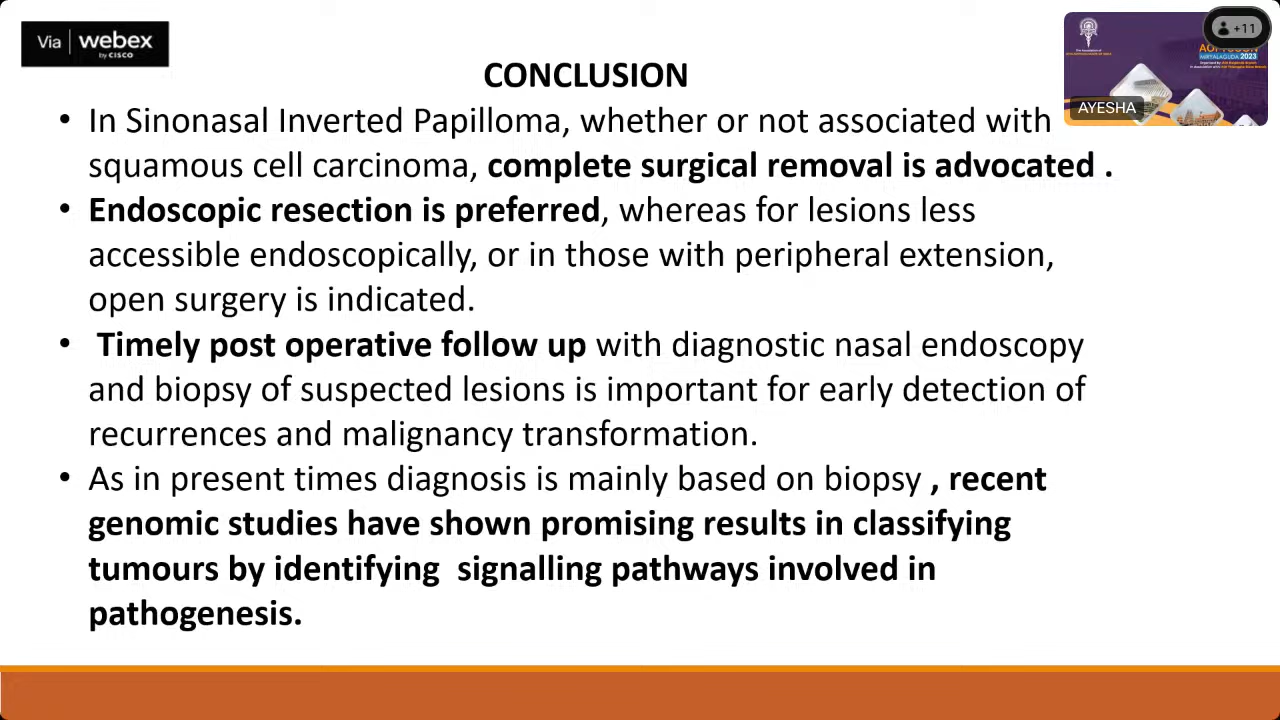 Via webex
by CISCO
+11
AYESHA
MIRYALAGUDA 2023
CONCLUSION
• In Sinonasal Inverted Papilloma, whether or not associated with
squamous cell carcinoma, complete surgical removal is advocated .
• Endoscopic resection is preferred, whereas for lesions less
accessible endoscopically, or in those with peripheral extension,
open surgery is indicated.
• Timely post operative follow up with diagnostic nasal endoscopy
and biopsy of suspected lesions is important for early detection of
recurrences and malignancy transformation.
• As in present times diagnosis is mainly based on biopsy , recent
genomic studies have shown promising results in classifying
tumours by identifying signalling pathways involved in
pathogenesis.